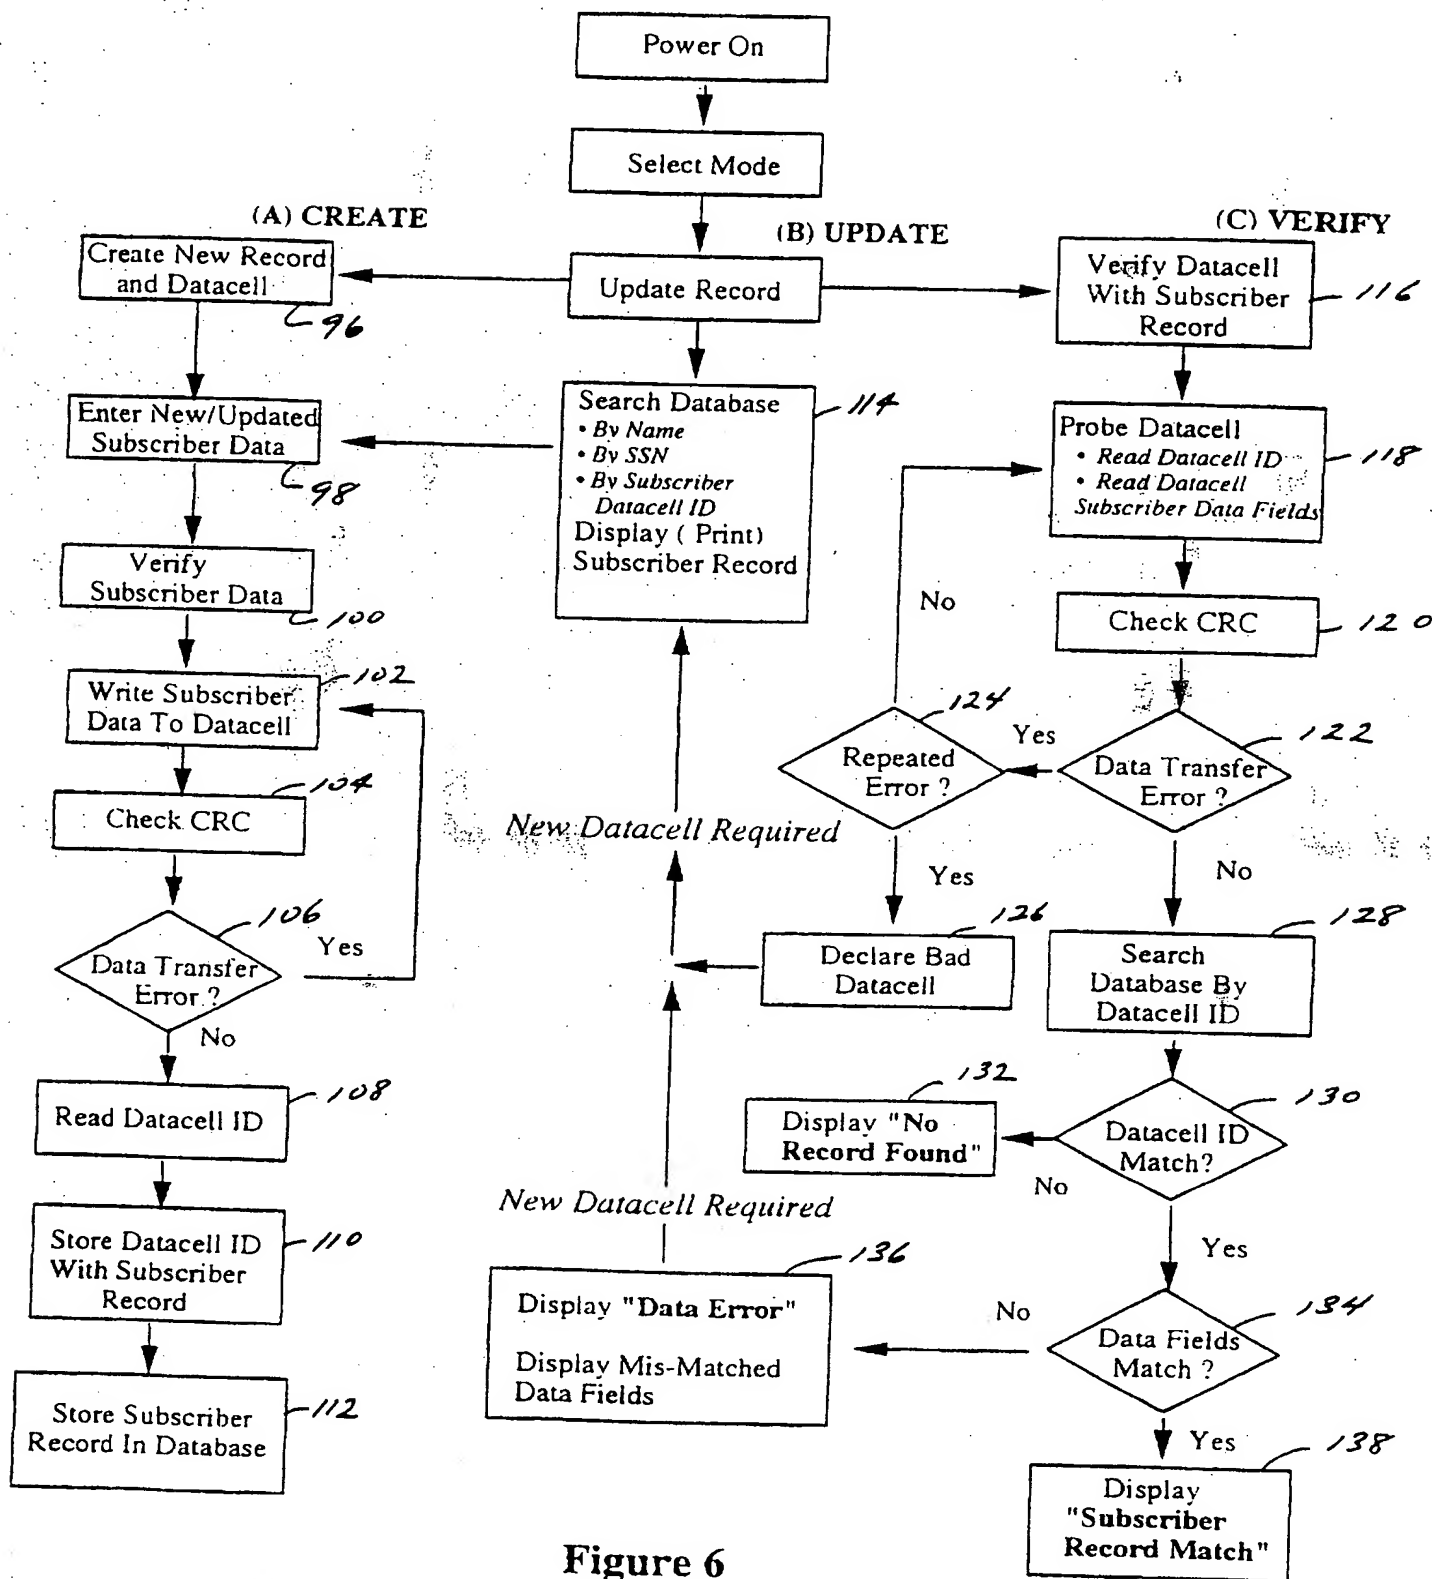 Power On
Select Mode
(A) CREATE
(B) UPDATE
(C) VERIFY
Create New Record
and Datacell
96
Update Record
Verify Datacell
With Subscriber
Record
116
Enter New/Updated
Subscriber Data
98
Search Database
• By Name
• By SSN
• By Subscriber
Datacell ID
Display ( Print)
Subscriber Record
114
Probe Datacell
• Read Datacell ID
• Read Datacell
Subscriber Data Fields
118
Verify
Subscriber Data
100
No
Check CRC
120
Write Subscriber
Data To Datacell
102
Repeated
Error ?
124
Yes
Data Transfer
Error ?
122
Check CRC
104
New Datacell Required
Yes
No
Data Transfer
Error ?
106
Yes
No
Declare Bad
Datacell
126
Search
Database By
Datacell ID
128
Read Datacell ID
108
Display "No
Record Found"
132
Datacell ID
Match?
130
No
Yes
New Datacell Required
Store Datacell ID
With Subscriber
Record
110
Display "Data Error"
Display Mis-Matched
Data Fields
136
No
Data Fields
Match ?
134
Yes
Store Subscriber
Record In Database
112
Display
"Subscriber
Record Match"
138
Figure 6